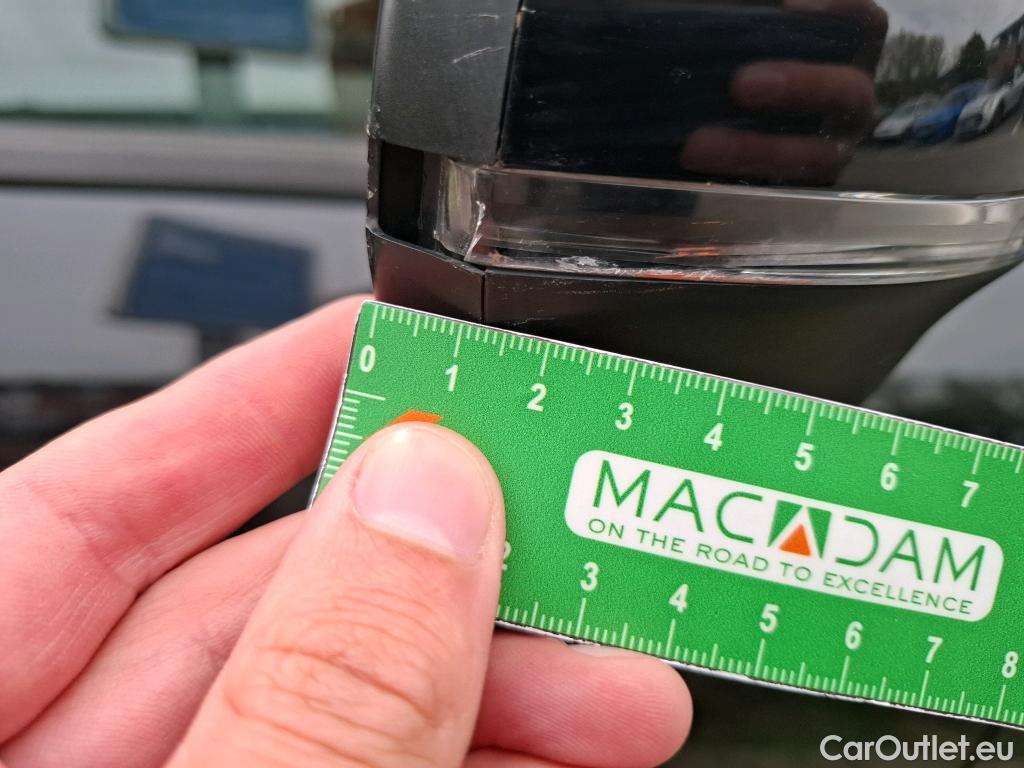 0 1 2 3 4 5 6 7
MACADAM
ON THE ROAD TO EXCELLENCE
2 3 4 5 6 7 8
CarOutlet.eu